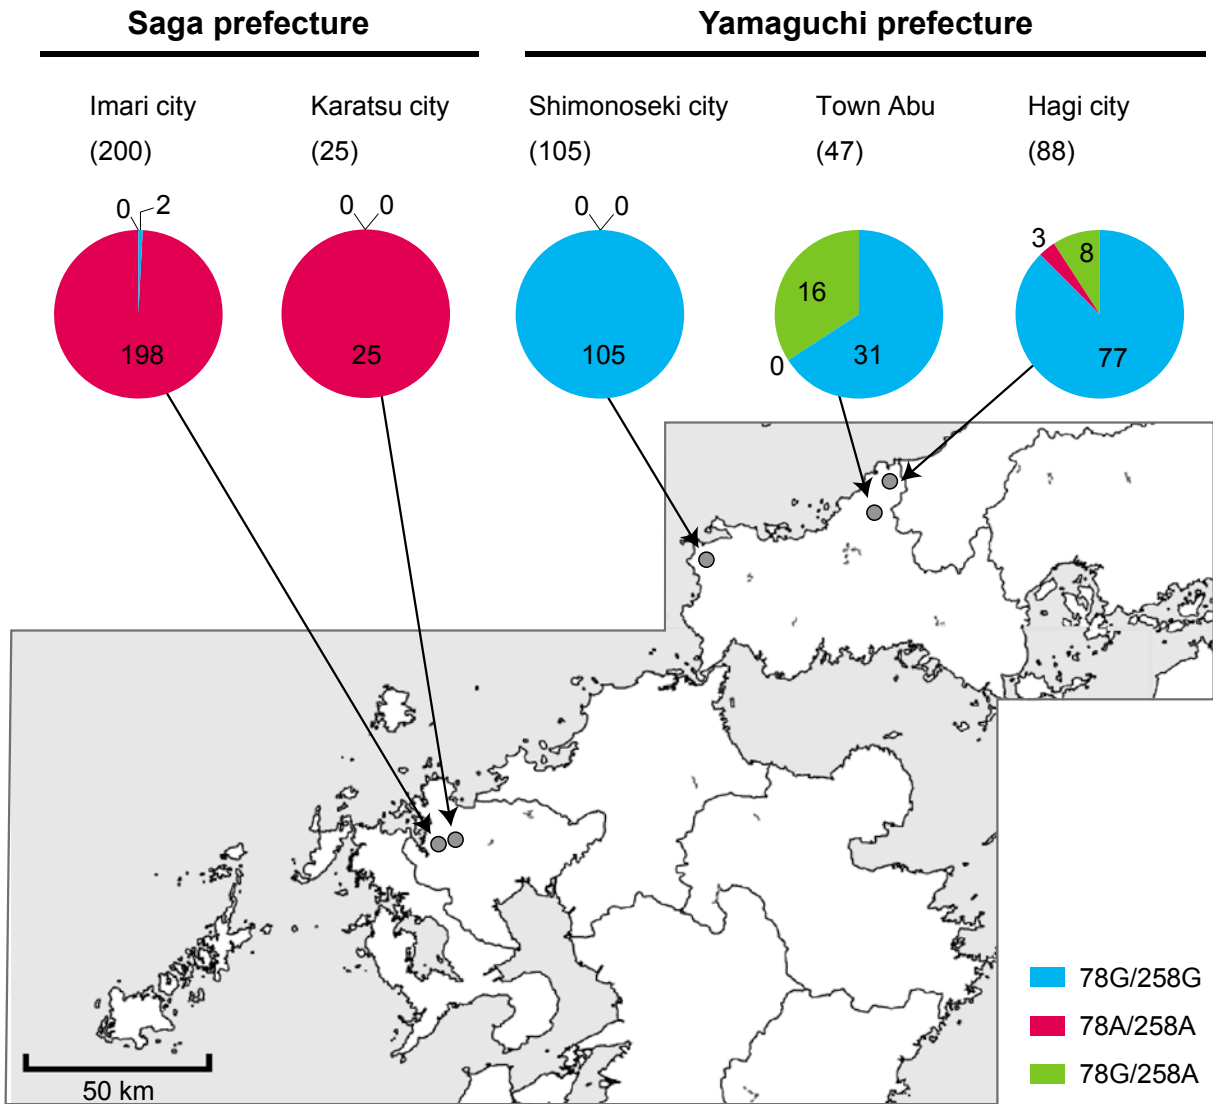 Saga prefecture
Yamaguchi prefecture
Imari city
(200)
Karatsu city
(25)
Shimonoseki city
(105)
Town Abu
(47)
Hagi city
(88)
0 2
198
0 0
25
0 0
105
16
0
31
3
8
77
78G/258G
78A/258A
78G/258A
50 km